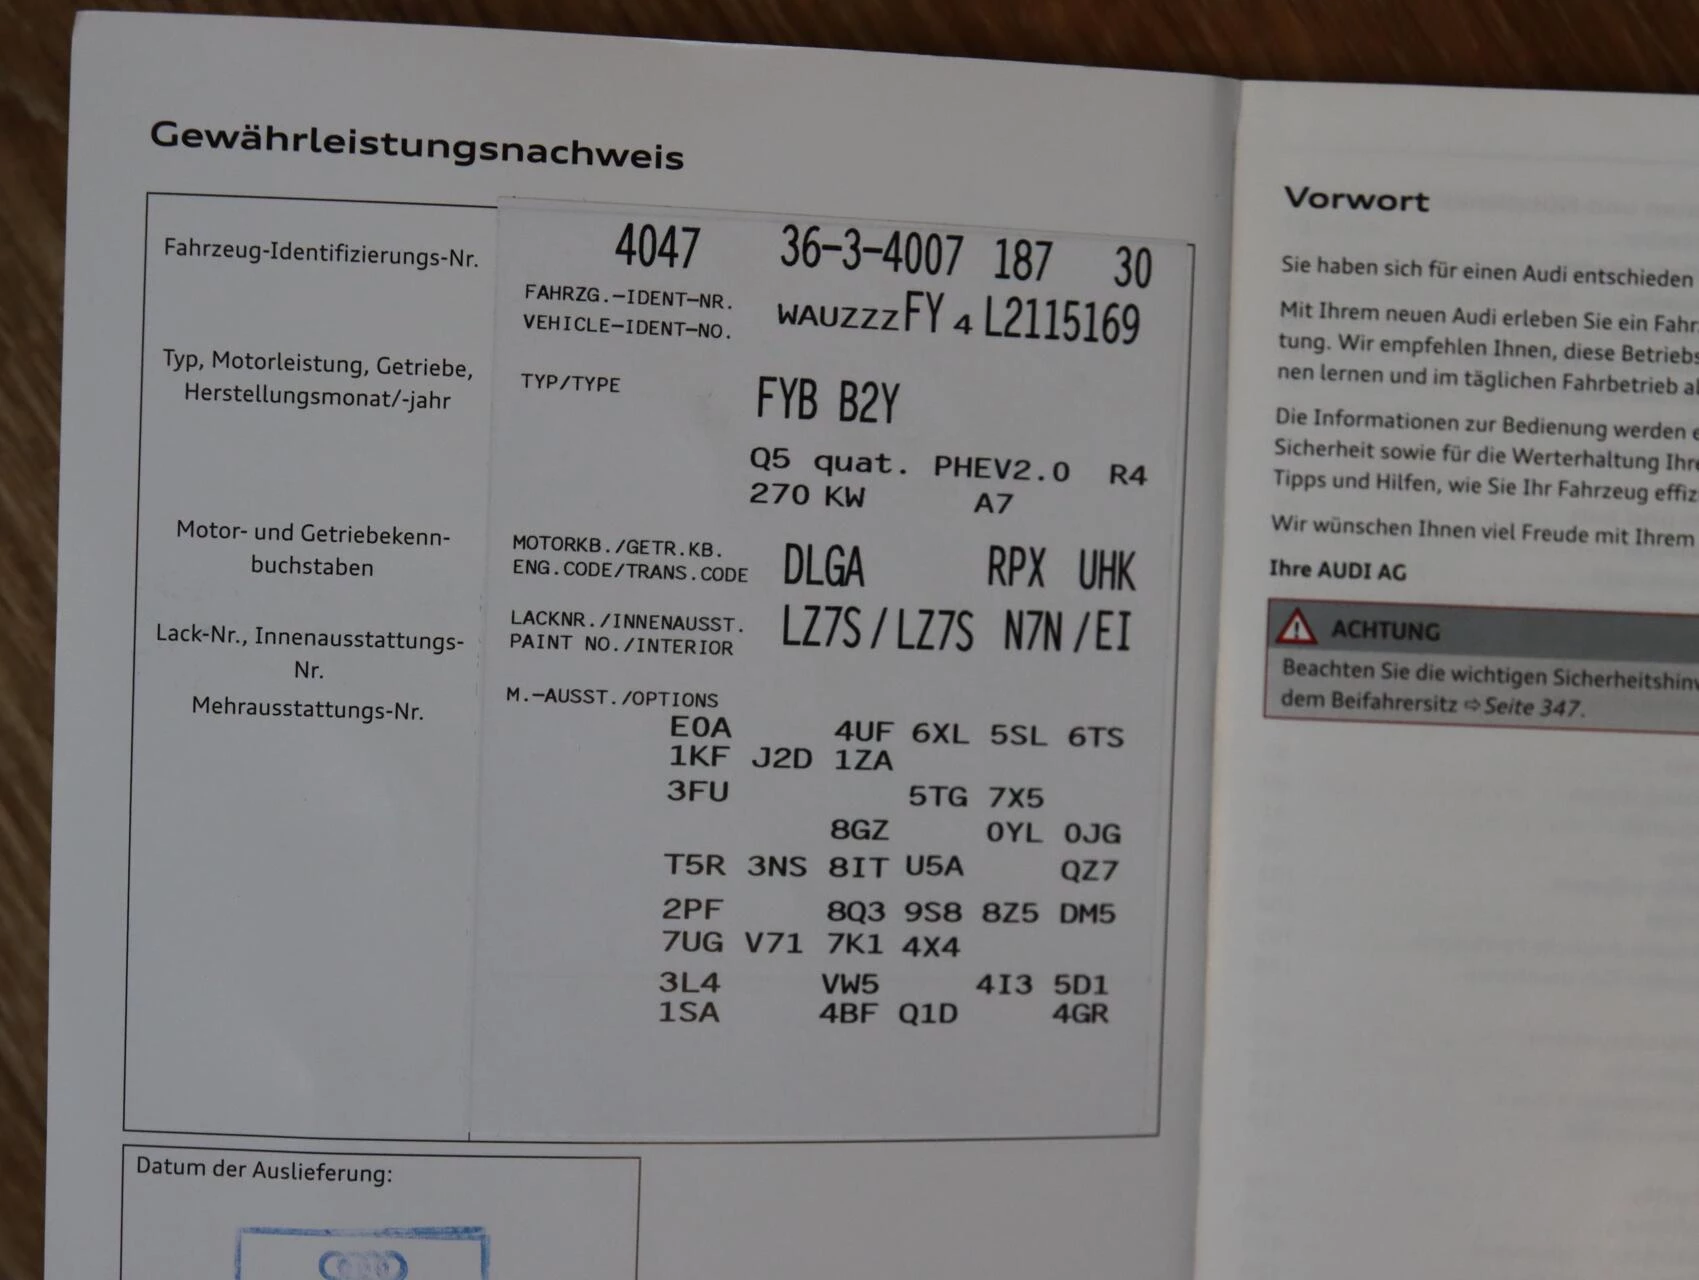 Gewährleistungsnachweis
Fahrzeug-Identifizierungs-Nr.
4047 36-3-4007 187 30
FAHRZG.-IDENT-NR.
VEHICLE-IDENT-NO.
WAUZZZFY 4 L2115169
Typ, Motorleistung, Getriebe,
Herstellungsmonat/-jahr
TYP/TYPE
FYB B2Y
Q5 quat. PHEV2.0 R4
270 KW A7
Motor- und Getriebekenn-
buchstaben
MOTORKB./GETR.KB.
ENG.CODE/TRANS.CODE
DLGA RPX UHK
Lack-Nr., Innenausstattungs-
Nr.
LACKNR./INNENAUSST.
PAINT NO./INTERIOR
LZ7S / LZ7S N7N / EI
Mehrausstattungs-Nr.
M.-AUSST./OPTIONS
E0A 4UF 6XL 5SL 6TS
1KF J2D 1ZA
3FU 5TG 7X5
8GZ 0YL 0JG
T5R 3NS 8IT U5A QZ7
2PF 8Q3 9S8 8Z5 DM5
7UG V71 7K1 4X4
3L4 VW5 4I3 5D1
1SA 4BF Q1D 4GR
Datum der Auslieferung:
Vorwort
Sie haben sich für einen Audi entschieden
Mit Ihrem neuen Audi erleben Sie ein Fahr
tung. Wir empfehlen Ihnen, diese Betriebs
nen lernen und im täglichen Fahrbetrieb
Die Informationen zur Bedienung werden
Sicherheit sowie für die Werterhaltung Ihre
Tipps und Hilfen, wie Sie Ihr Fahrzeug effiz
Wir wünschen Ihnen viel Freude mit Ihrem
Ihre AUDI AG
ACHTUNG
Beachten Sie die wichtigen Sicherheitshinw
dem Beifahrersitz ⇨ Seite 347.